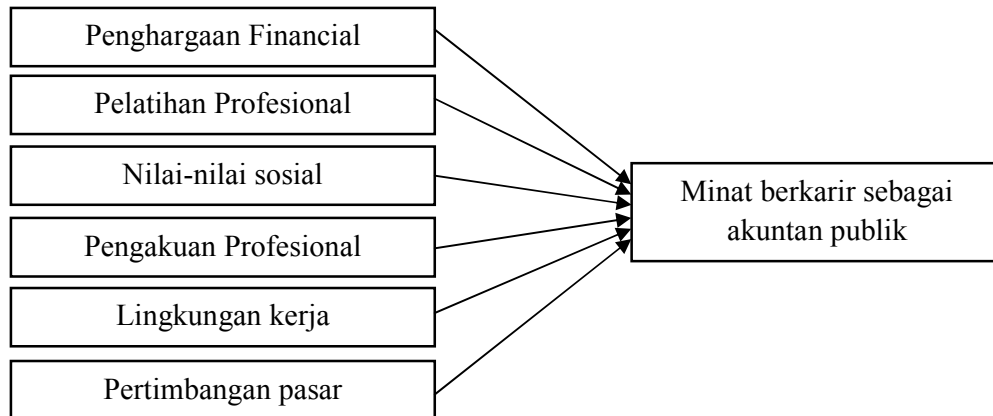 Penghargaan Financial
Pelatihan Profesional
Nilai-nilai sosial
Pengakuan Profesional
Lingkungan kerja
Pertimbangan pasar
Minat berkarir sebagai
akuntan publik